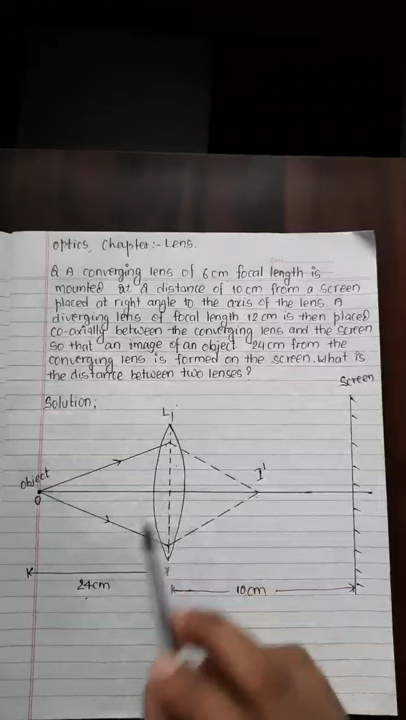 optics, Chapter:- Lens.
Q A converging lens of 6cm focal length is
mounted at a distance of 10cm from a screen
placed at right angle to the axis of the lens A
diverging lens of focal length 12cm is then placed
co-axially between the converging lens and the screen
so that an image of an object 24cm from the
converging lens is formed on the screen. What is
the distance between two lenses?
Screen
Solution;
L1
object
I'
O
24cm
10cm